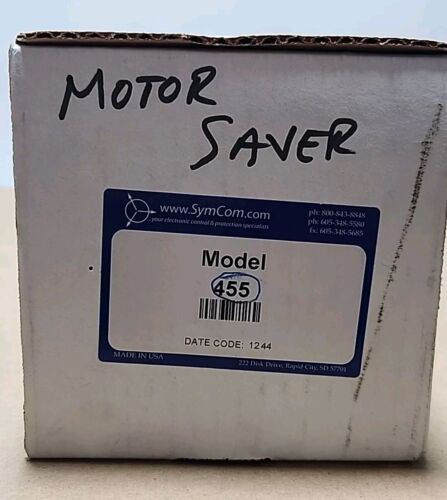 MOTOR
SAVER
www.SymCom.com
your electronic control & protection specialists
ph: 800-843-8848
ph: 605-348-5580
fx: 605-348-5685
Model
455
DATE CODE: 1244
MADE IN USA
222 Disk Drive, Rapid City, SD 57701